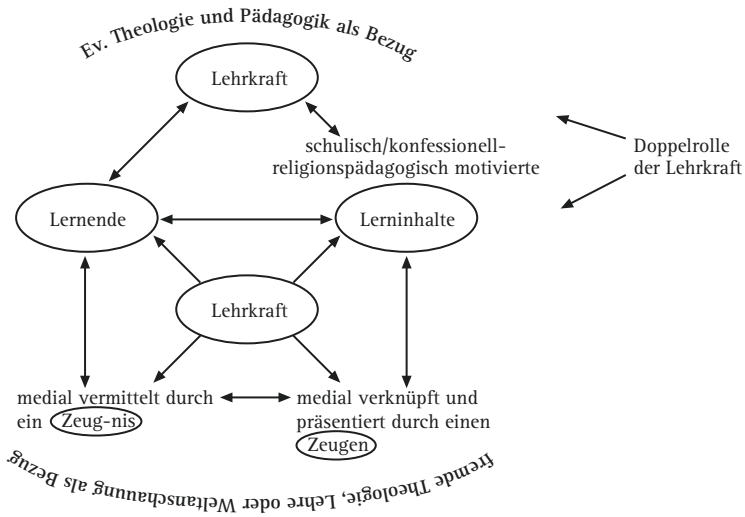 Ev. Theologie und Pädagogik als Bezug
Lehrkraft
schulisch/konfessionell-
religionspädagogisch motivierte
Doppelrolle
der Lehrkraft
Lernende
Lerninhalte
Lehrkraft
medial vermittelt durch
ein Zeug-nis
medial verknüpft und
präsentiert durch einen
Zeugen
fremde Theologie, Lehre oder Weltanschauung als Bezug